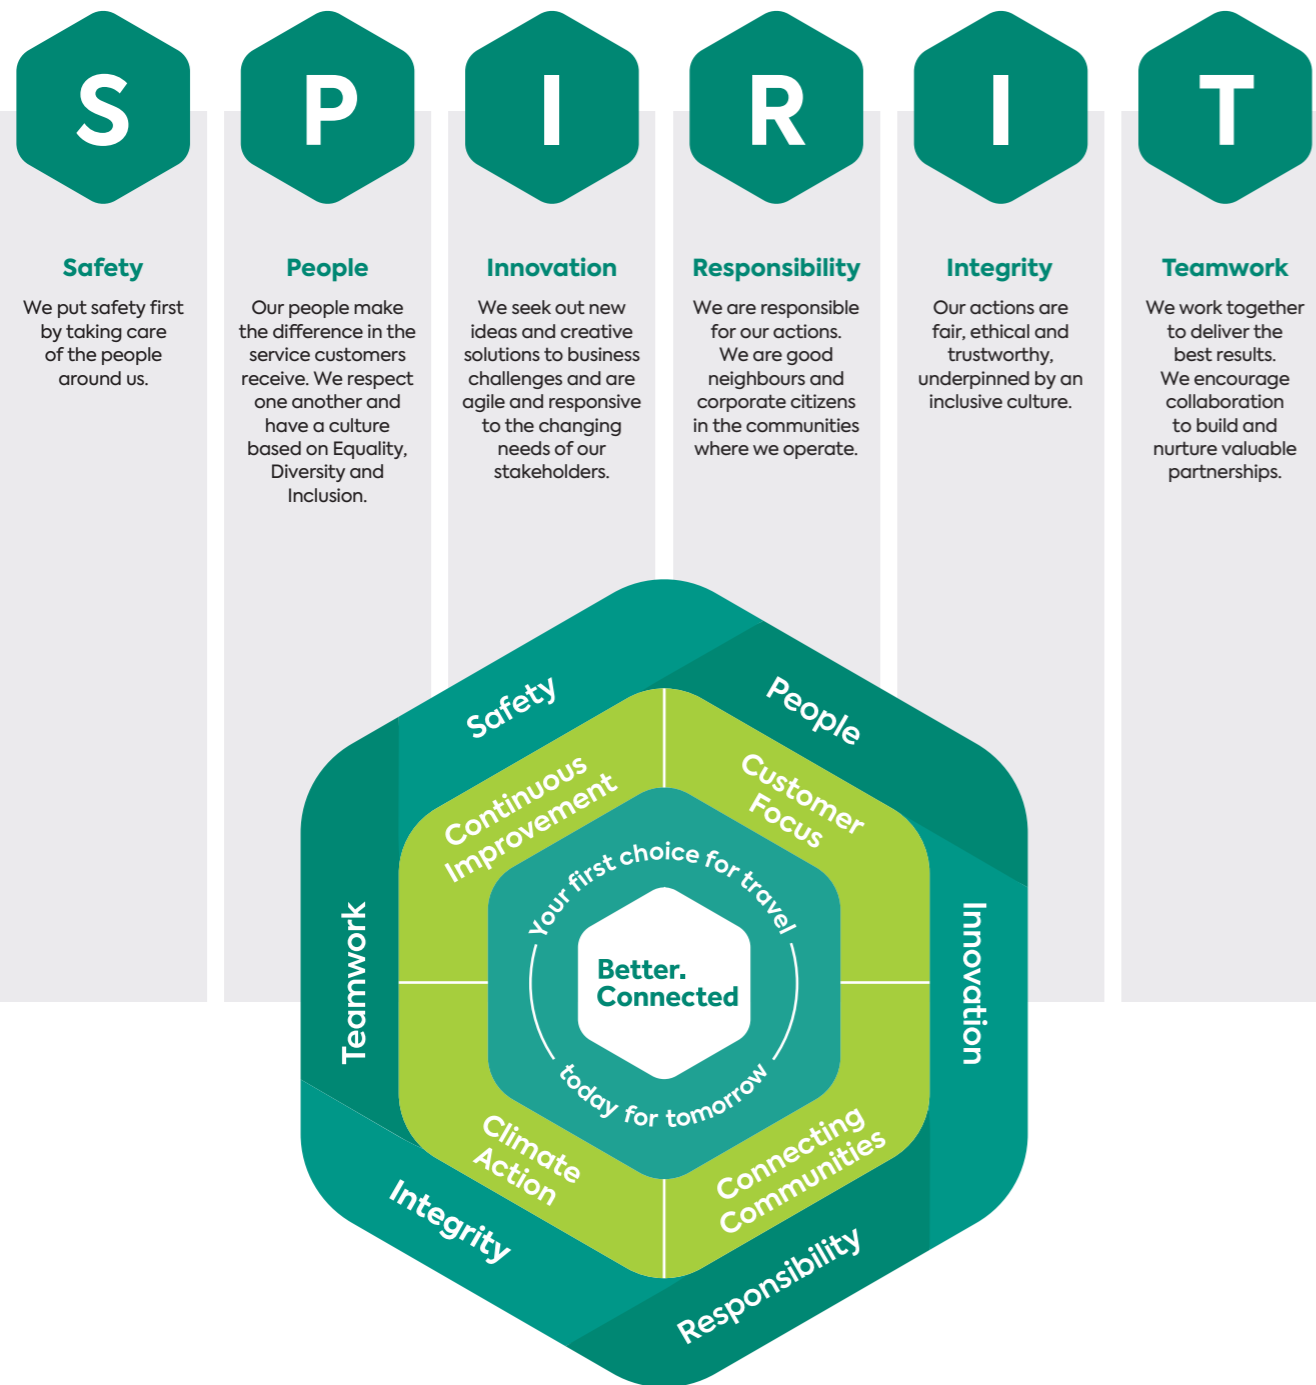 S
P
I
R
I
T
Safety
We put safety first
by taking care
of the people
around us.
People
Our people make
the difference in the
service customers
receive. We respect
one another and
have a culture
based on Equality,
Diversity and
Inclusion.
Innovation
We seek out new
ideas and creative
solutions to business
challenges and are
agile and responsive
to the changing
needs of our
stakeholders.
Responsibility
We are responsible
for our actions.
We are good
neighbours and
corporate citizens
in the communities
where we operate.
Integrity
Our actions are
fair, ethical and
trustworthy,
underpinned by an
inclusive culture.
Teamwork
We work together
to deliver the
best results.
We encourage
collaboration
to build and
nurture valuable
partnerships.
Safety
People
Innovation
Responsibility
Integrity
Teamwork
Continuous
Improvement
Customer
Focus
Connecting
Communities
Climate
Action
Your first choice for travel
today for tomorrow
Better.
Connected